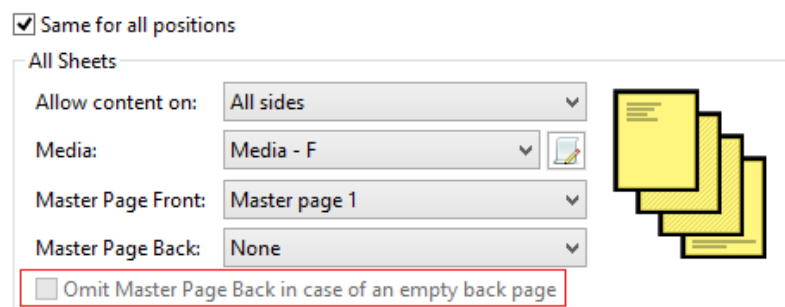 Same for all positions
All Sheets
Allow content on: All sides
Media: Media - F
Master Page Front: Master page 1
Master Page Back: None
Omit Master Page Back in case of an empty back page